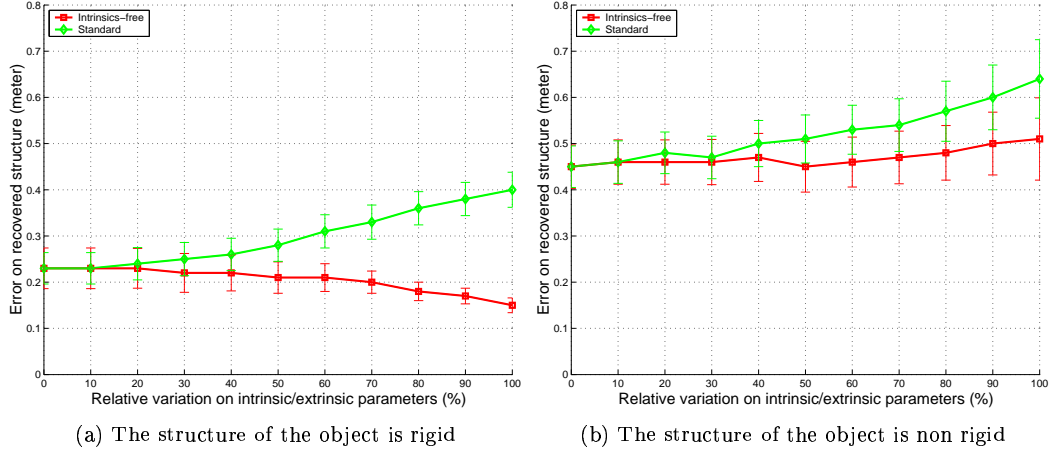 0.8
0.7
0.6
0.5
0.4
0.3
0.2
0.1
0
Error on recovered structure (meter)
Intrinsics-free
Standard
0 10 20 30 40 50 60 70 80 90 100
Relative variation on intrinsic/extrinsic parameters (%)
(a) The structure of the object is rigid
0.8
0.7
0.6
0.5
0.4
0.3
0.2
0.1
0
Error on recovered structure (meter)
Intrinsics-free
Standard
0 10 20 30 40 50 60 70 80 90 100
Relative variation on intrinsic/extrinsic parameters (%)
(b) The structure of the object is non rigid